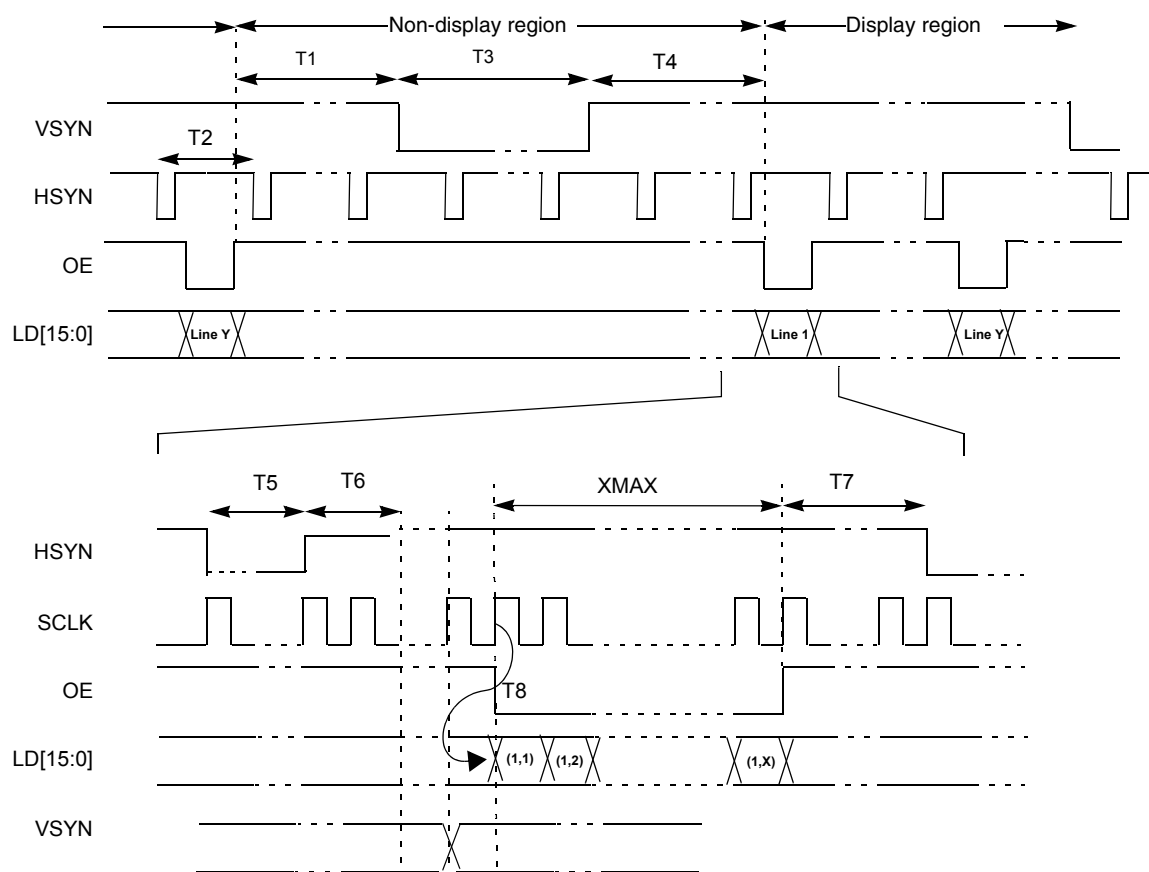 Non-display region Display region
T1 T3 T4
VSYN
T2
HSYN
OE
LD[15:0] Line Y Line 1 Line Y
T5 T6 XMAX T7
HSYN
SCLK
OE T8
LD[15:0] (1,1) (1,2) (1,X)
VSYN